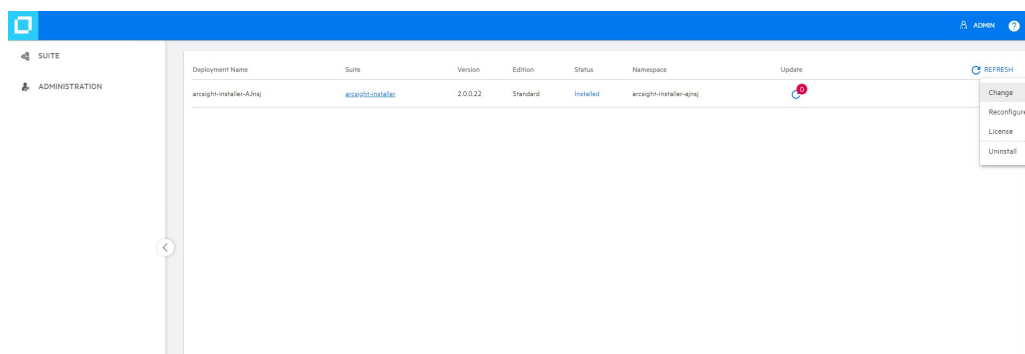 ADMIN ?
SUITE
ADMINISTRATION
Deployment Name Suite Version Edition Status Namespace Update REFRESH
arcsight-installer-AJnsj arcsight-installer 2.0.0.22 Standard Installed arcsight-installer-ajnsj 0
Change
Reconfigure
License
Uninstall